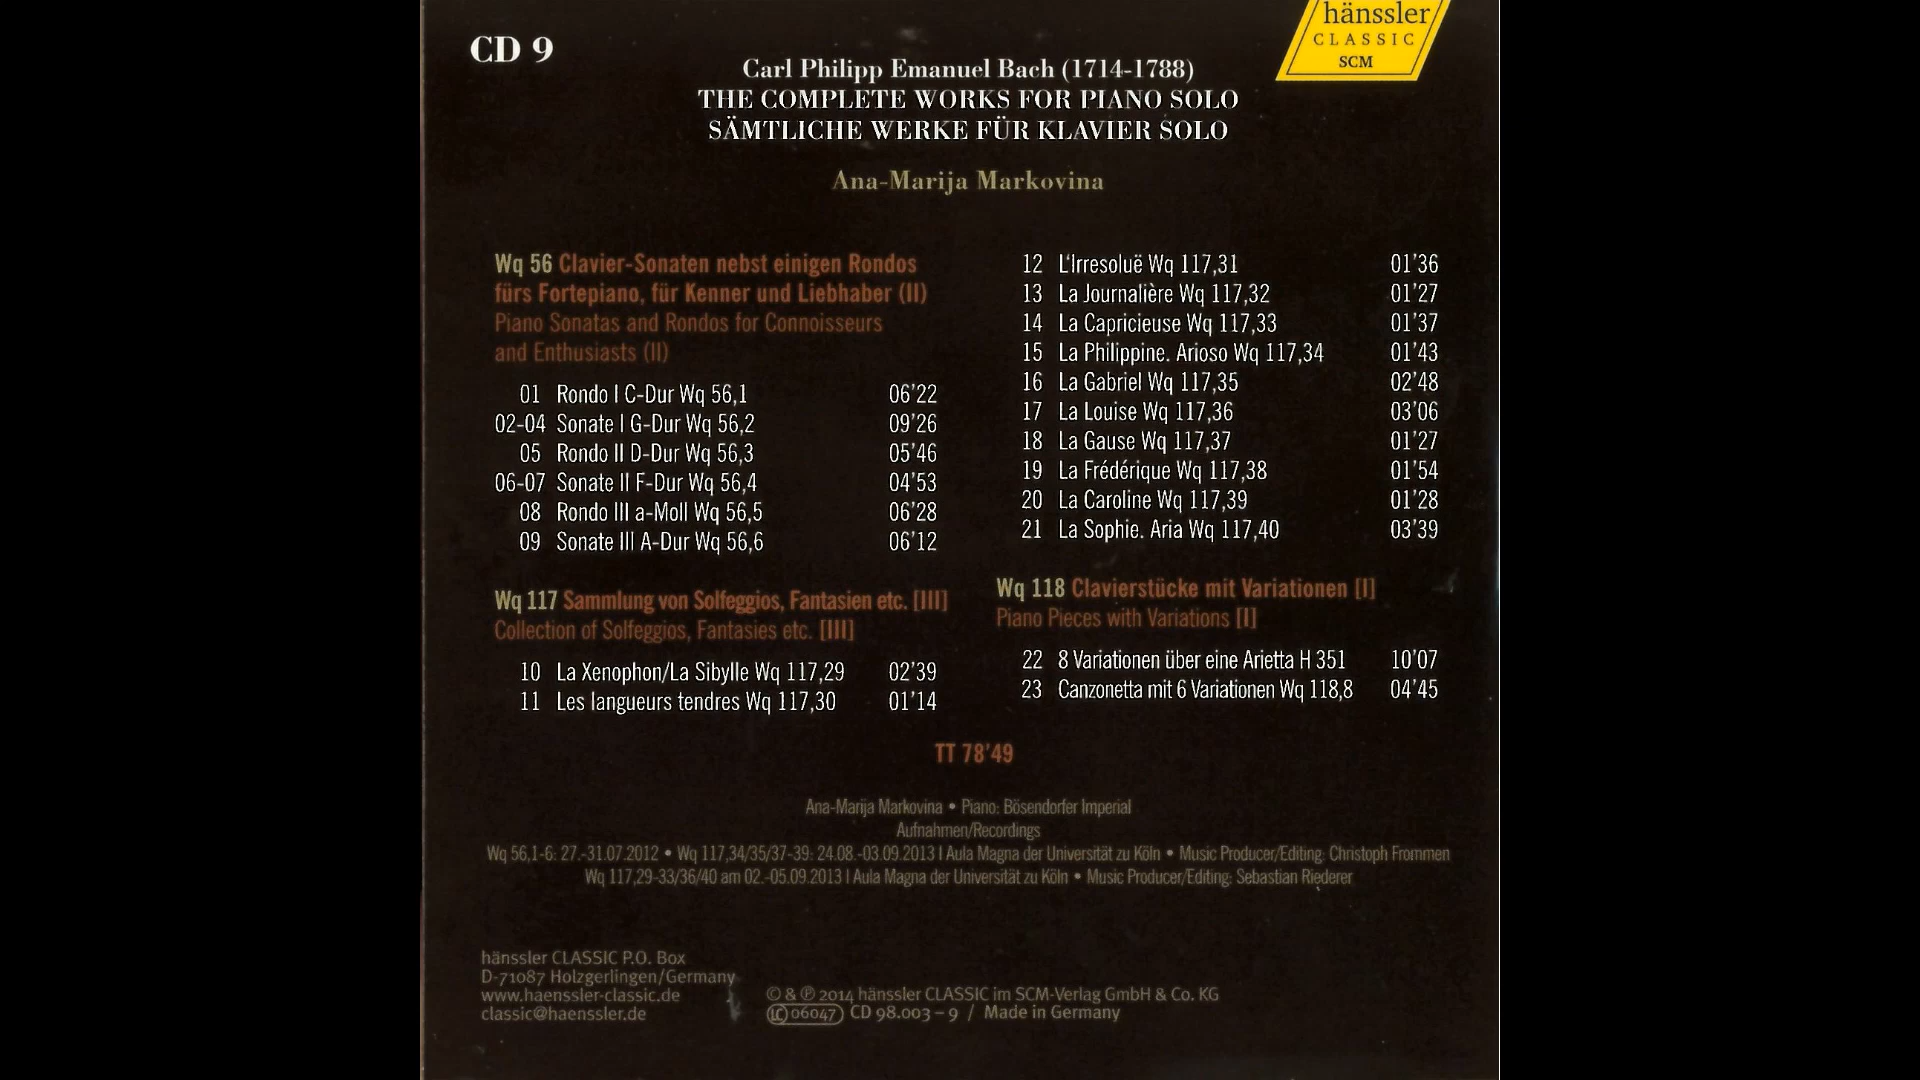 CD 9
hänssler
CLASSIC
SCM
Carl Philipp Emanuel Bach (1714-1788)
THE COMPLETE WORKS FOR PIANO SOLO
SÄMTLICHE WERKE FÜR KLAVIER SOLO
Ana-Marija Markovina
Wq 56 Clavier-Sonaten nebst einigen Rondos
fürs Fortepiano, für Kenner und Liebhaber (II)
Piano Sonatas and Rondos for Connoisseurs
and Enthusiasts (II)
01 Rondo I C-Dur Wq 56,1 06'22
02-04 Sonate I G-Dur Wq 56,2 09'26
05 Rondo II D-Dur Wq 56,3 05'46
06-07 Sonate II F-Dur Wq 56,4 04'53
08 Rondo III a-Moll Wq 56,5 06'28
09 Sonate III A-Dur Wq 56,6 06'12
Wq 117 Sammlung von Solfeggios, Fantasien etc. [III]
Collection of Solfeggios, Fantasies etc. [III]
10 La Xenophon/La Sibylle Wq 117,29 02'39
11 Les langueurs tendres Wq 117,30 01'14
12 L'Irresoluë Wq 117,31 01'36
13 La Journalière Wq 117,32 01'27
14 La Capricieuse Wq 117,33 01'37
15 La Philippine. Arioso Wq 117,34 01'43
16 La Gabriel Wq 117,35 02'48
17 La Louise Wq 117,36 03'06
18 La Gause Wq 117,37 01'27
19 La Frédérique Wq 117,38 01'54
20 La Caroline Wq 117,39 01'28
21 La Sophie. Aria Wq 117,40 03'39
Wq 118 Clavierstücke mit Variationen [I]
Piano Pieces with Variations [I]
22 8 Variationen über eine Arietta H 351 10'07
23 Canzonetta mit 6 Variationen Wq 118,8 04'45
TT 78'49
Ana-Marija Markovina • Piano: Bösendorfer Imperial
Aufnahmen/Recordings
Wq 56,1-6: 27.-31.07.2012 • Wq 117,34/35/37-39: 24.08.-03.09.2013 I Aula Magna der Universität zu Köln • Music Producer/Editing: Christoph Frommen
Wq 117,29-33/36/40 am 02.-05.09.2013 I Aula Magna der Universität zu Köln • Music Producer/Editing: Sebastian Riederer
hänssler CLASSIC P.O. Box
D-71087 Holzgerlingen/Germany
www.haenssler-classic.de
classic@haenssler.de
© & ℗ 2014 hänssler CLASSIC im SCM-Verlag GmbH & Co. KG
LC 06047 CD 98.003 – 9 / Made in Germany